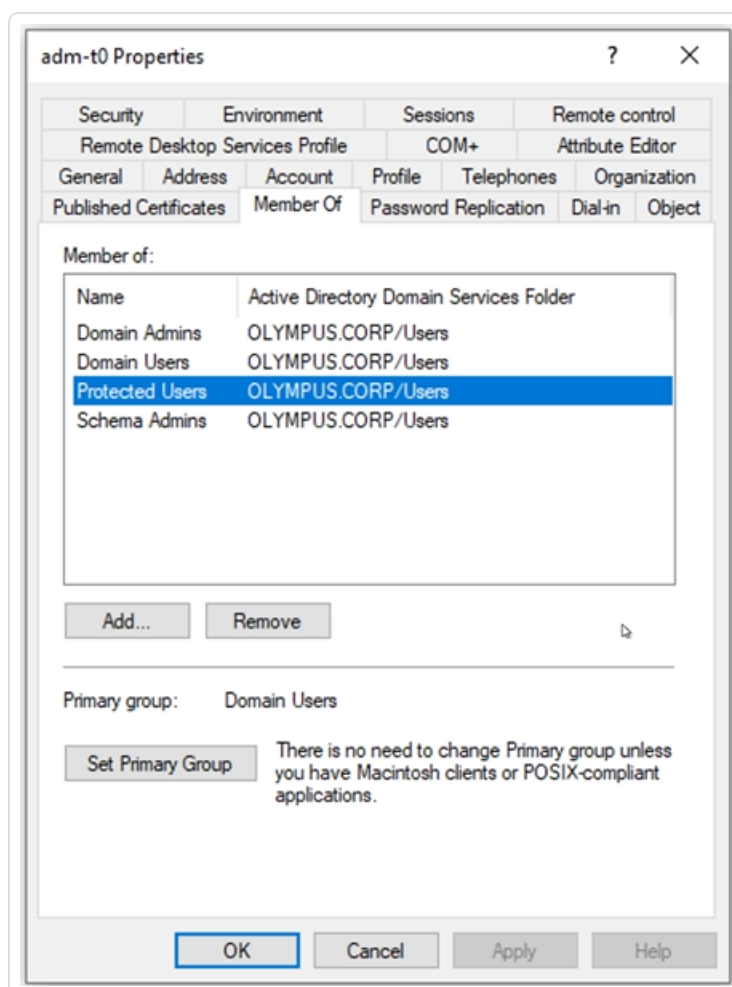 adm-t0 Properties ?
Security Environment Sessions Remote control
Remote Desktop Services Profile COM+ Attribute Editor
General Address Account Profile Telephones Organization
Published Certificates Member Of Password Replication Dial-in Object
Member of:
Name Active Directory Domain Services Folder
Domain Admins OLYMPUS.CORP/Users
Domain Users OLYMPUS.CORP/Users
Protected Users OLYMPUS.CORP/Users
Schema Admins OLYMPUS.CORP/Users
Add... Remove
Primary group: Domain Users
Set Primary Group
There is no need to change Primary group unless
you have Macintosh clients or POSIX-compliant
applications.
OK Cancel Apply Help